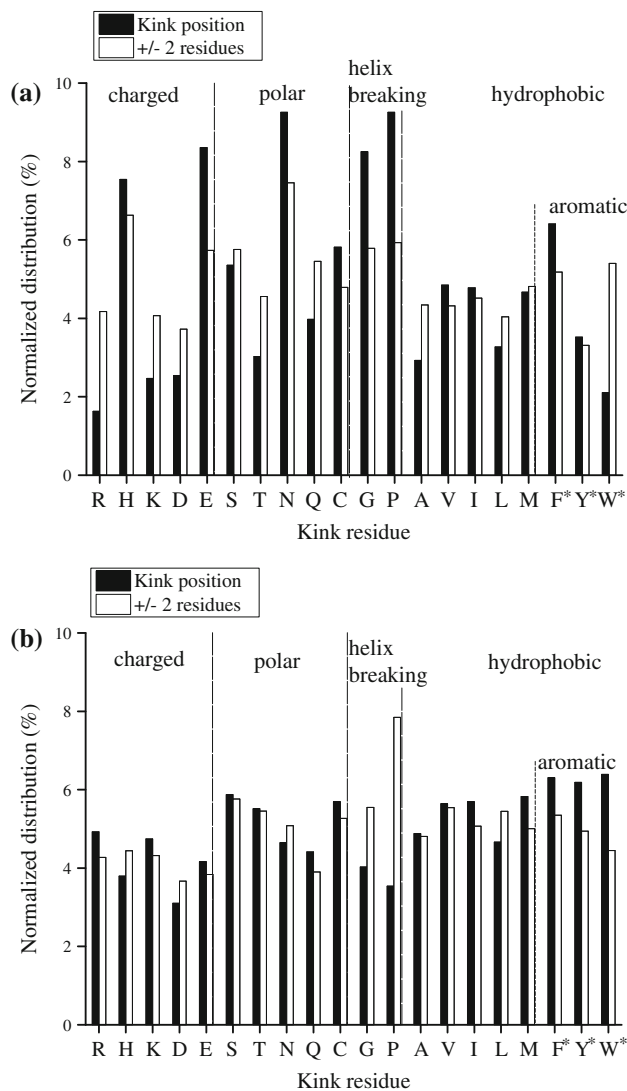 Kink position
+/- 2 residues
(a)
charged
polar
helix
breaking
hydrophobic
aromatic
Normalized distribution (%)
10
8
6
4
2
0
R H K D E S T N Q C G P A V I L M F* Y* W*
Kink residue
Kink position
+/- 2 residues
(b)
charged
polar
helix
breaking
hydrophobic
aromatic
Normalized distribution (%)
10
8
6
4
2
0
R H K D E S T N Q C G P A V I L M F* Y* W*
Kink residue